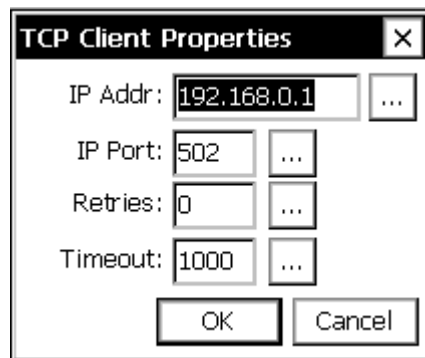 TCP Client Properties
IP Addr: 192.168.0.1 ...
IP Port: 502 ...
Retries: 0 ...
Timeout: 1000 ...
OK Cancel